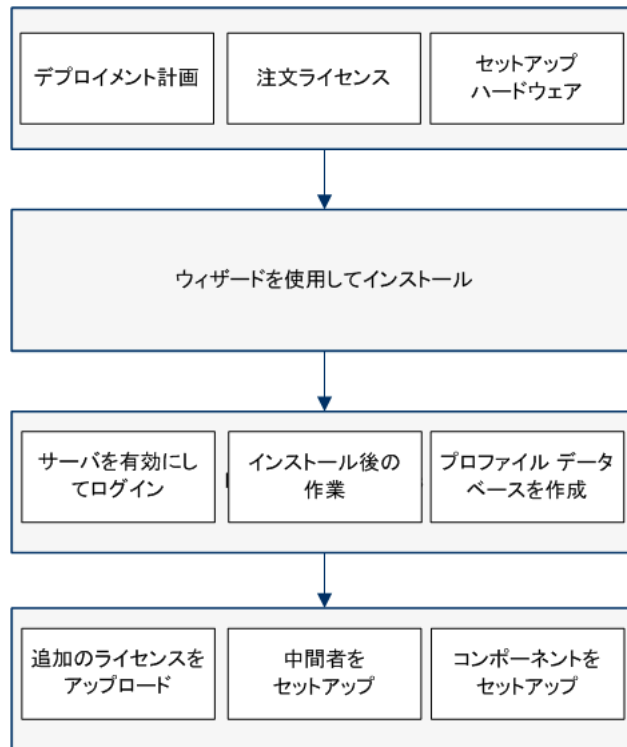 デプロイメント計画
注文ライセンス
セットアップ
ハードウェア
ウィザードを使用してインストール
サーバを有効にし
てログイン
インストール後の
作業
プロファイル データ
ベースを作成
追加のライセンスを
アップロード
中間者を
セットアップ
コンポーネントを
セットアップ